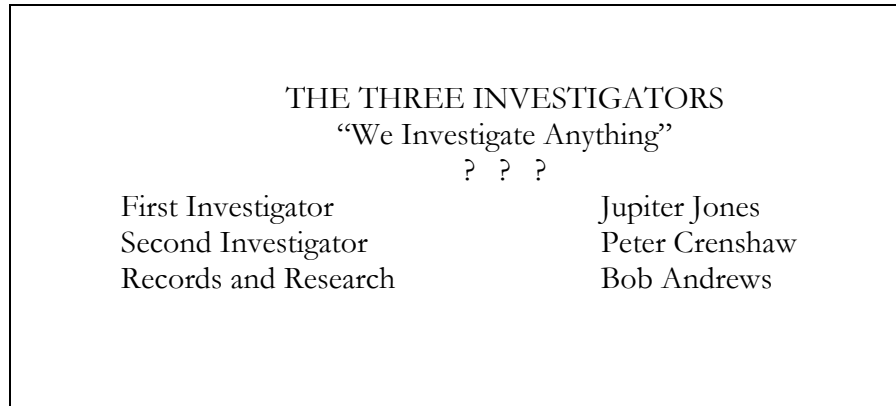 THE THREE INVESTIGATORS
“We Investigate Anything”
? ? ?
First Investigator Jupiter Jones
Second Investigator Peter Crenshaw
Records and Research Bob Andrews